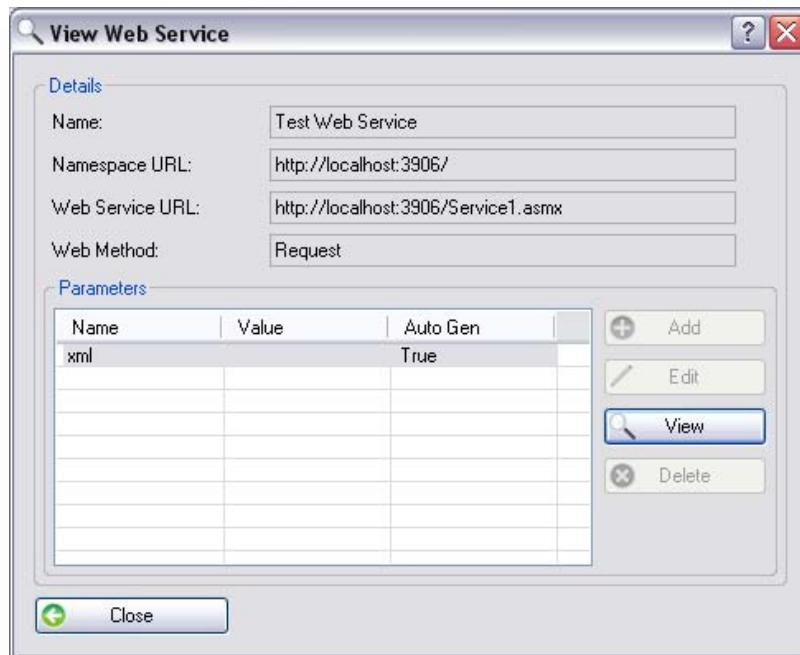 View Web Service
?
Details
Name: Test Web Service
Namespace URL: http://localhost:3906/
Web Service URL: http://localhost:3906/Service1.asmx
Web Method: Request
Parameters
Name Value Auto Gen
xml True
Add
Edit
View
Delete
Close